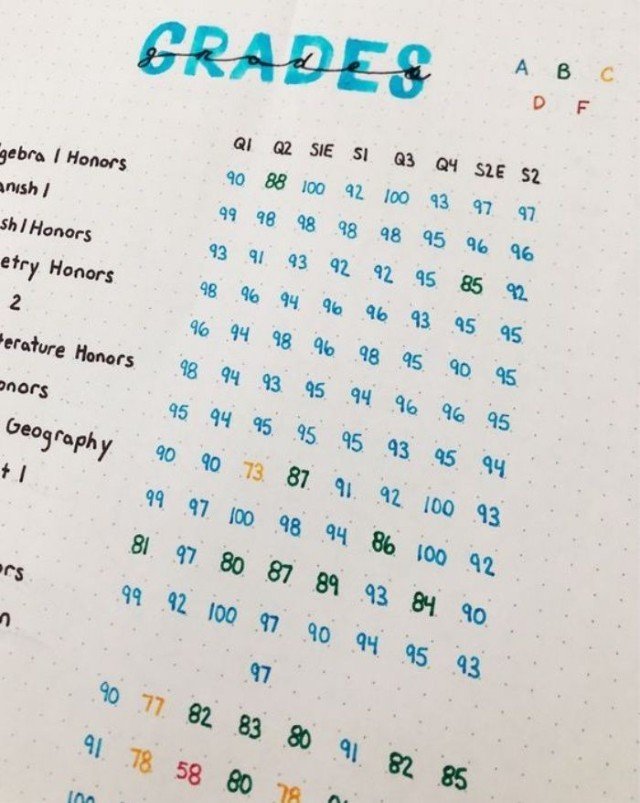 GRADES
grades
A B C
D F
Q1 Q2 S1E S1 Q3 Q4 S2E S2
gebra 1 Honors 90 88 100 92 100 93 97 97
anish 1 99 98 98 98 98 95 96 96
sh 1 Honors 93 91 93 92 92 95 85 92
etry Honors 98 96 94 96 96 93 95 95
2 96 94 98 96 98 95 90 95
terature Honors 98 94 93 95 94 96 96 95
onors 95 94 95 95 95 93 95 94
Geography 90 90 73 87 91 92 100 93
t 1 99 97 100 98 94 86 100 92
81 97 80 87 89 93 84 90
ors 99 92 100 97 90 94 95 93
n 97
90 77 82 83 80 91 82 85
91 78 58 80 78
100